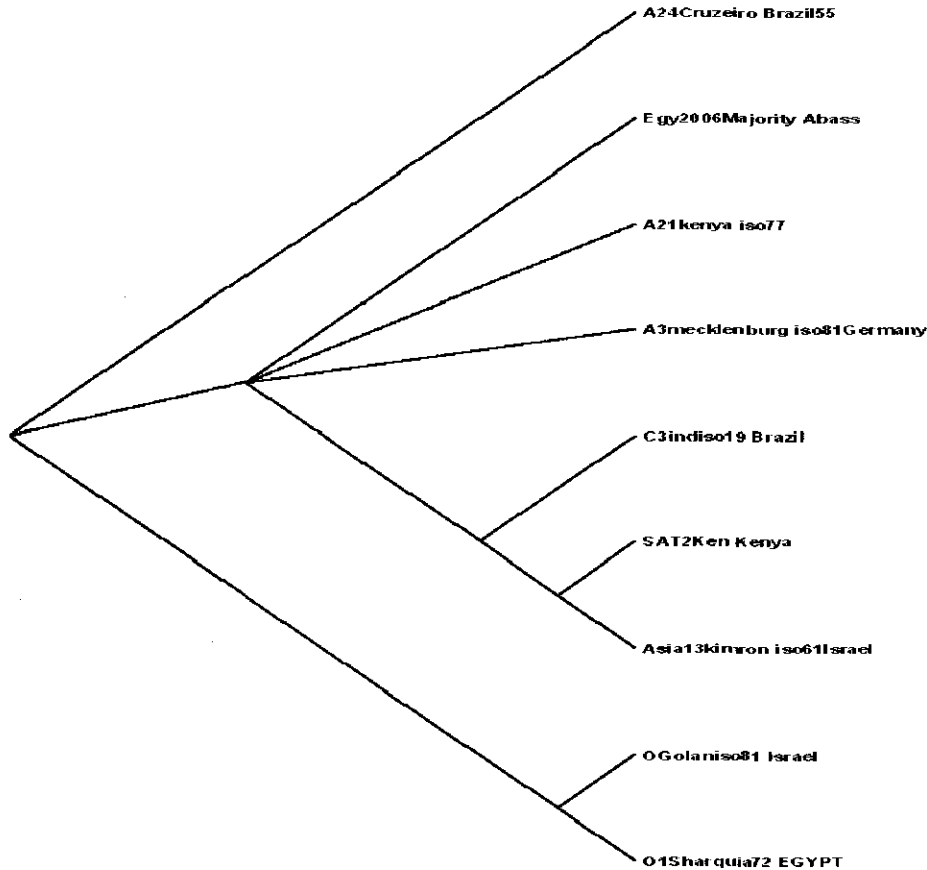 A24Cruzeiro Brazil55
Egy2006Majority Abass
A21kenya iso77
A3mecklenburg iso81Germany
C3indiso19 Brazil
SAT2Ken Kenya
Asia13kimron iso61Israel
OGolaniso81 Israel
O1Sharquia72 EGYPT